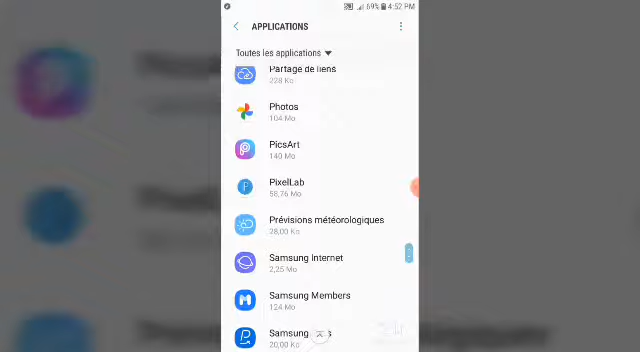 69% 4:52 PM
APPLICATIONS
Toutes les applications
Partage de liens
228 Ko
Photos
104 Mo
PicsArt
140 Mo
PixelLab
58,76 Mo
Prévisions météorologiques
28,00 Ko
Samsung Internet
2,25 Mo
Samsung Members
124 Mo
Samsung
20,00 Ko